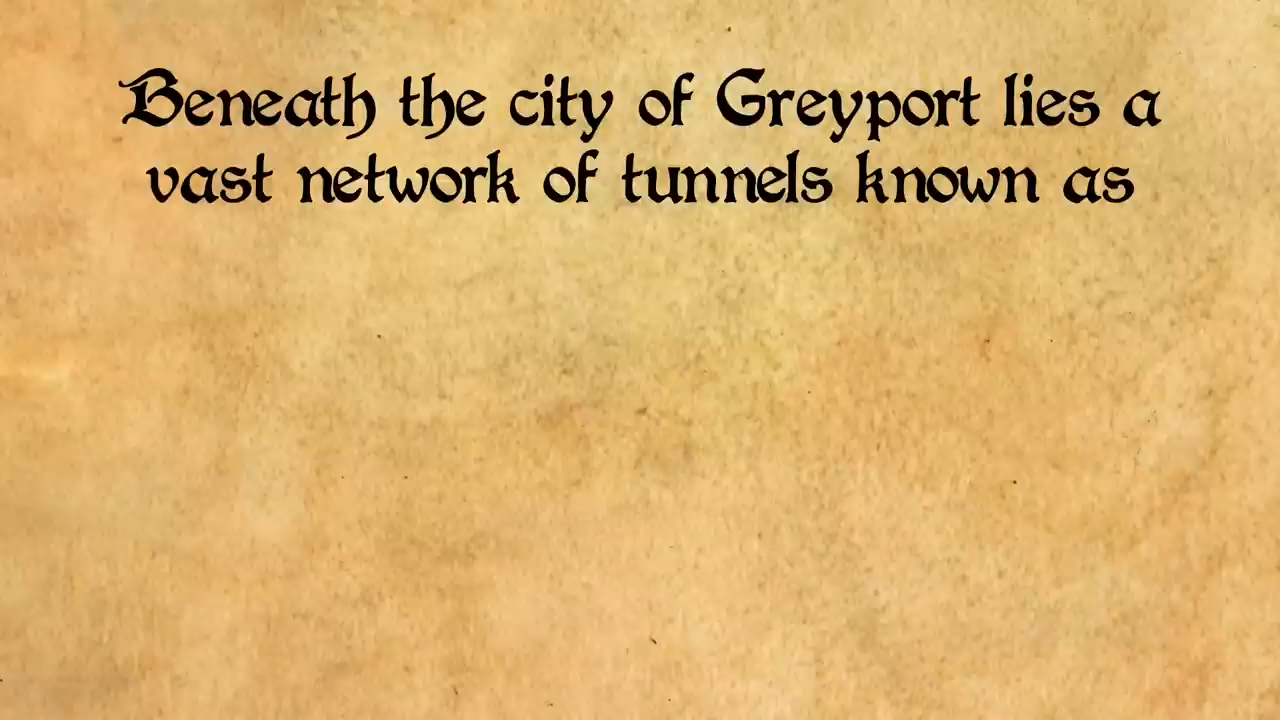 Beneath the city of Greyport lies a
vast network of tunnels known as